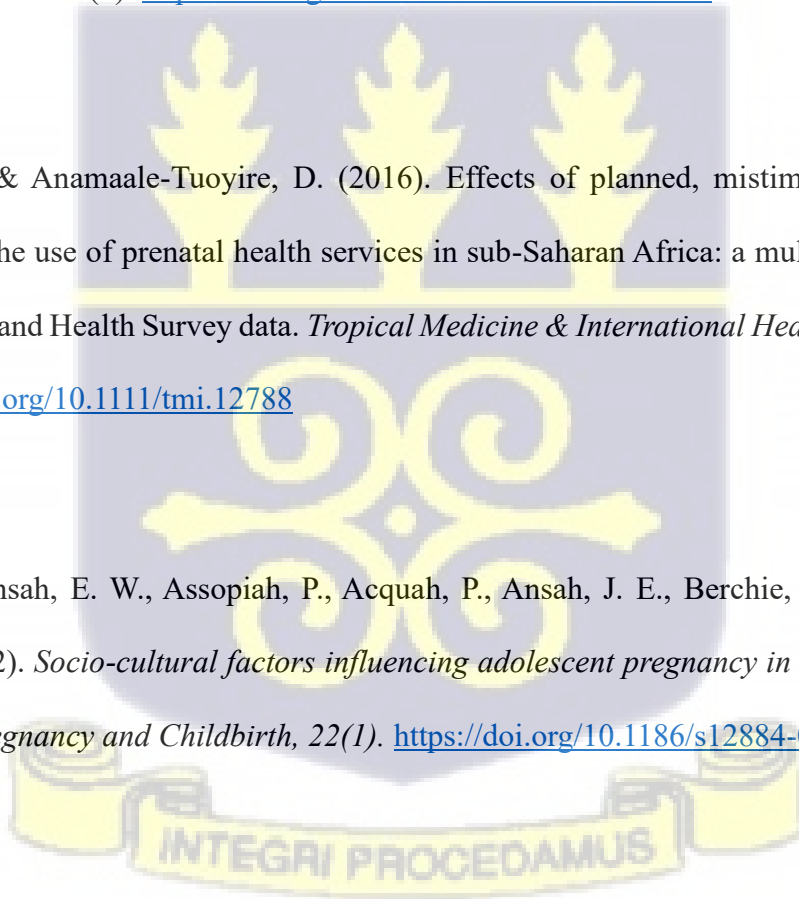 & Anamaale-Tuoyire, D. (2016). Effects of planned, mistim
he use of prenatal health services in sub-Saharan Africa: a mul
and Health Survey data. Tropical Medicine & International Hea
.org/10.1111/tmi.12788
nsah, E. W., Assopiah, P., Acquah, P., Ansah, J. E., Berchie,
2). Socio-cultural factors influencing adolescent pregnancy in
egnancy and Childbirth, 22(1). https://doi.org/10.1186/s12884-
INTEGRI PROCEDAMUS